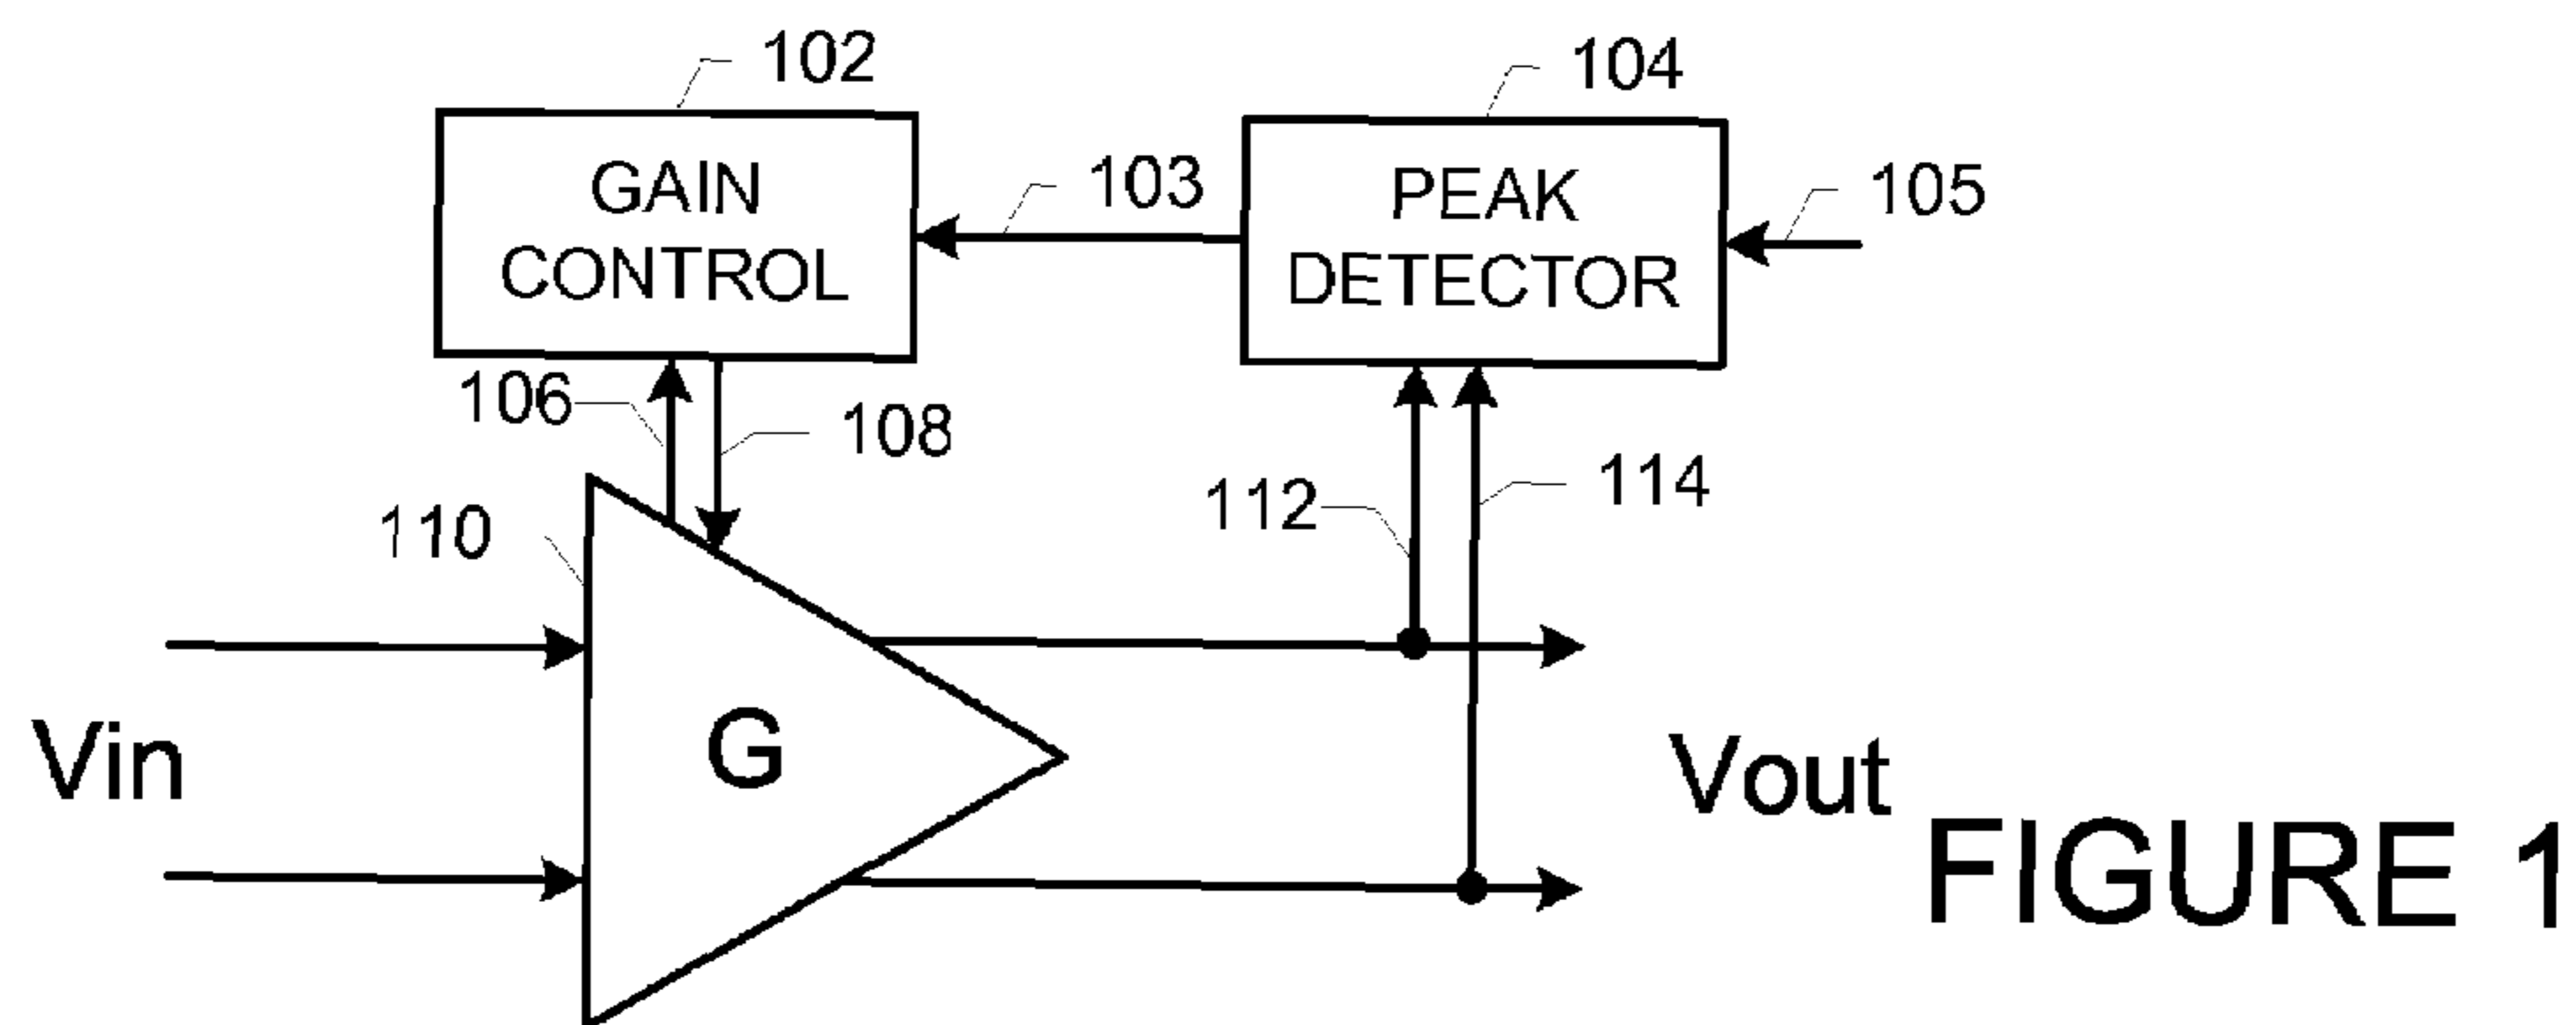 102
104
GAIN
CONTROL
103
PEAK
DETECTOR
105
106
108
112
114
110
Vin
G
Vout
FIGURE 1